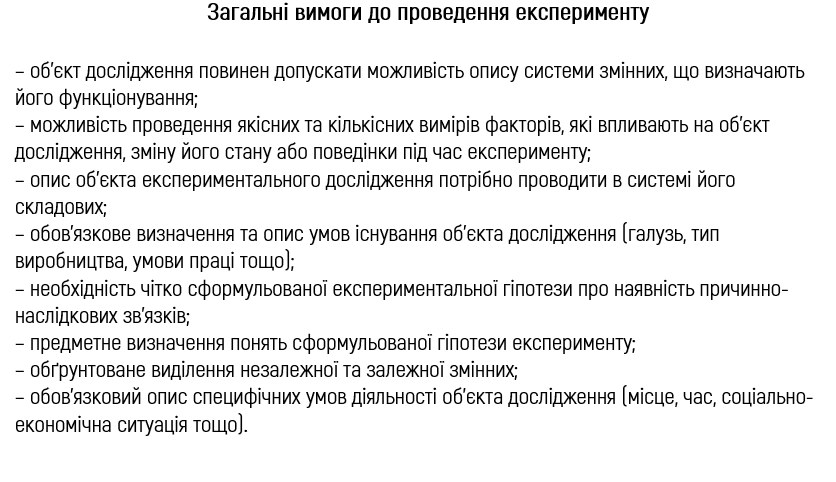 Загальні вимоги до проведення експерименту
– об'єкт дослідження повинен допускати можливість опису системи змінних, що визначають
його функціонування;
– можливість проведення якісних та кількісних вимірів факторів, які впливають на об'єкт
дослідження, зміну його стану або поведінки під час експерименту;
– опис об'єкта експериментального дослідження потрібно проводити в системі його
складових;
– обов'язкове визначення та опис умов існування об'єкта дослідження (галузь, тип
виробництва, умови праці тощо);
– необхідність чітко сформульованої експериментальної гіпотези про наявність причинно-
наслідкових зв'язків;
– предметне визначення понять сформульованої гіпотези експерименту;
– обґрунтоване виділення незалежної та залежної змінних;
– обов'язковий опис специфічних умов діяльності об'єкта дослідження (місце, час, соціально-
економічна ситуація тощо).